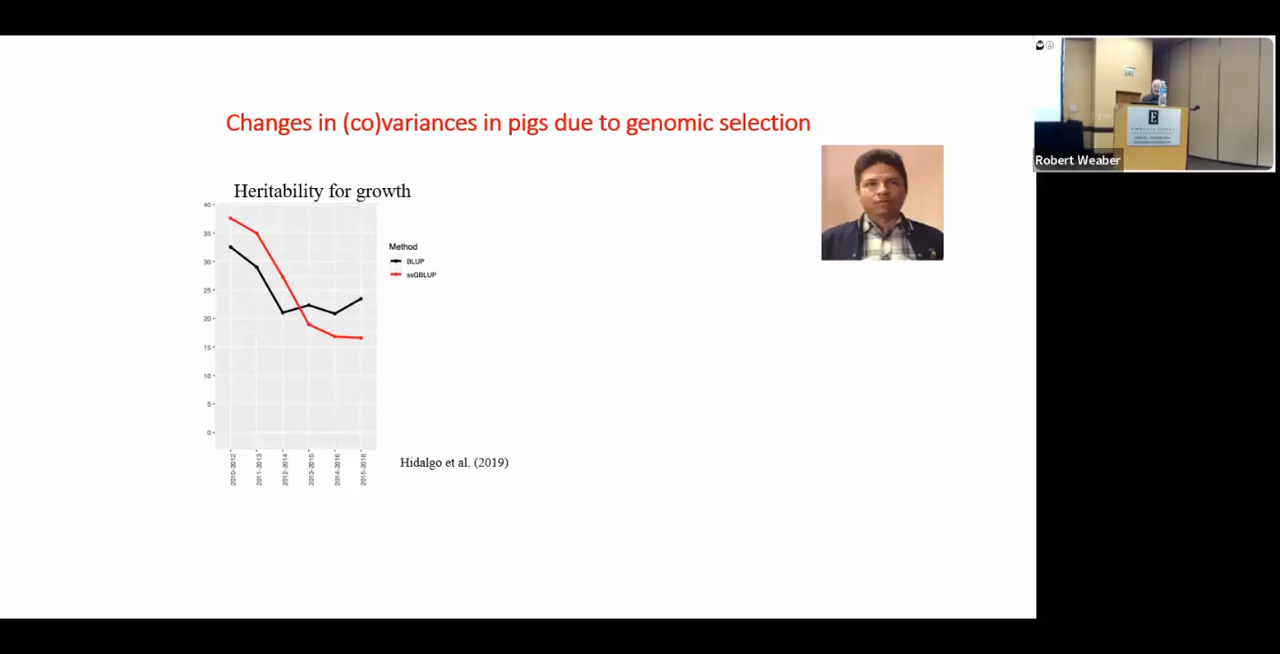 Changes in (co)variances in pigs due to genomic selection
Robert Weaber
Heritability for growth
40
35
30
25
20
15
10
5
0
Method
BLUP
ssGBLUP
2010-2012
2011-2013
2012-2014
2013-2015
2014-2016
2015-2018
Hidalgo et al. (2019)
E